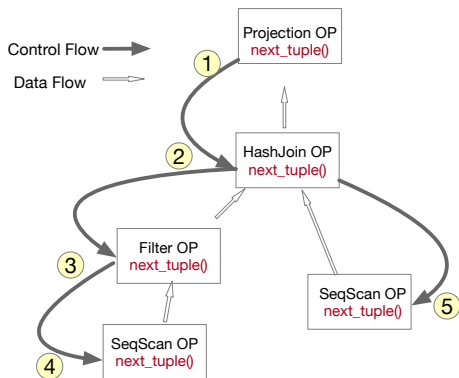 Projection OP
next_tuple()
Control Flow
Data Flow
1
2
HashJoin OP
next_tuple()
3
Filter OP
next_tuple()
SeqScan OP
next_tuple()
5
4
SeqScan OP
next_tuple()